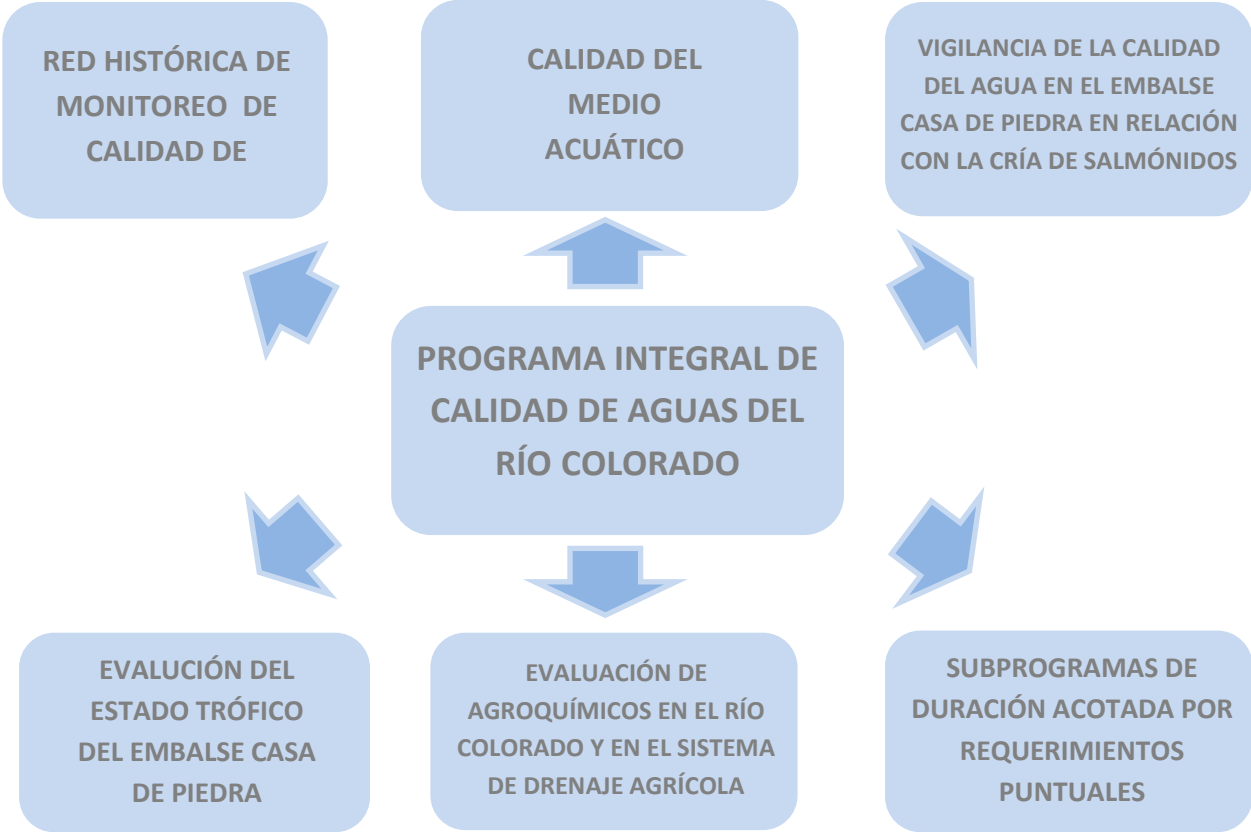 RED HISTÓRICA DE
MONITOREO DE
CALIDAD DE
CALIDAD DEL
MEDIO
ACUÁTICO
VIGILANCIA DE LA CALIDAD
DEL AGUA EN EL EMBALSE
CASA DE PIEDRA EN RELACIÓN
CON LA CRÍA DE SALMÓNIDOS
PROGRAMA INTEGRAL DE
CALIDAD DE AGUAS DEL
RÍO COLORADO
EVALUCIÓN DEL
ESTADO TRÓFICO
DEL EMBALSE CASA
DE PIEDRA
EVALUACIÓN DE
AGROQUÍMICOS EN EL RÍO
COLORADO Y EN EL SISTEMA
DE DRENAJE AGRÍCOLA
SUBPROGRAMAS DE
DURACIÓN ACOTADA POR
REQUERIMIENTOS
PUNTUALES